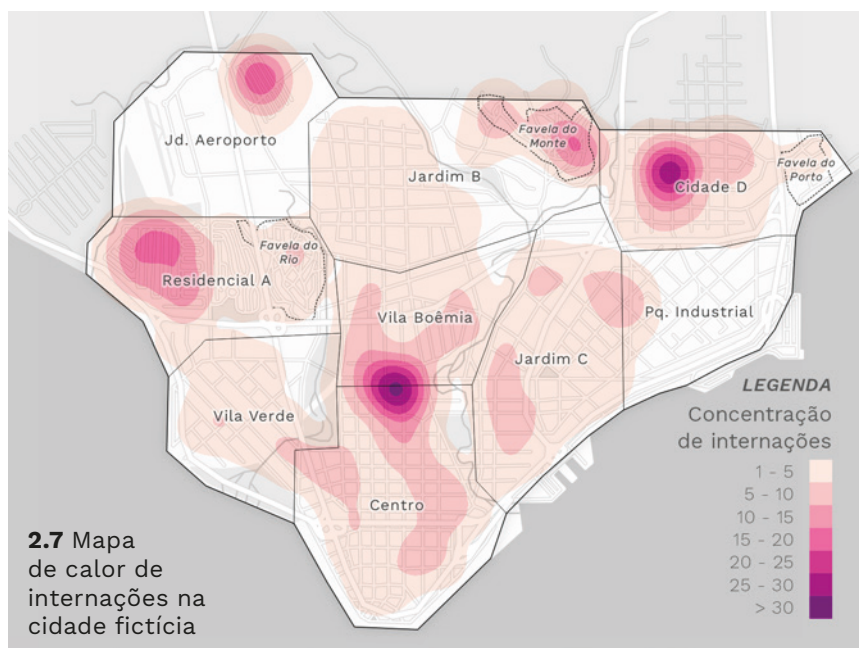 Jd. Aeroporto
Favela do
Monte
Jardim B
Cidade D
Favela do
Porto
Favela do
Rio
Residencial A
Vila Boêmia
Pq. Industrial
Jardim C
Vila Verde
Centro
LEGENDA
Concentração
de internações
1 - 5
5 - 10
10 - 15
15 - 20
20 - 25
25 - 30
> 30
2.7 Mapa
de calor de
internações na
cidade fictícia